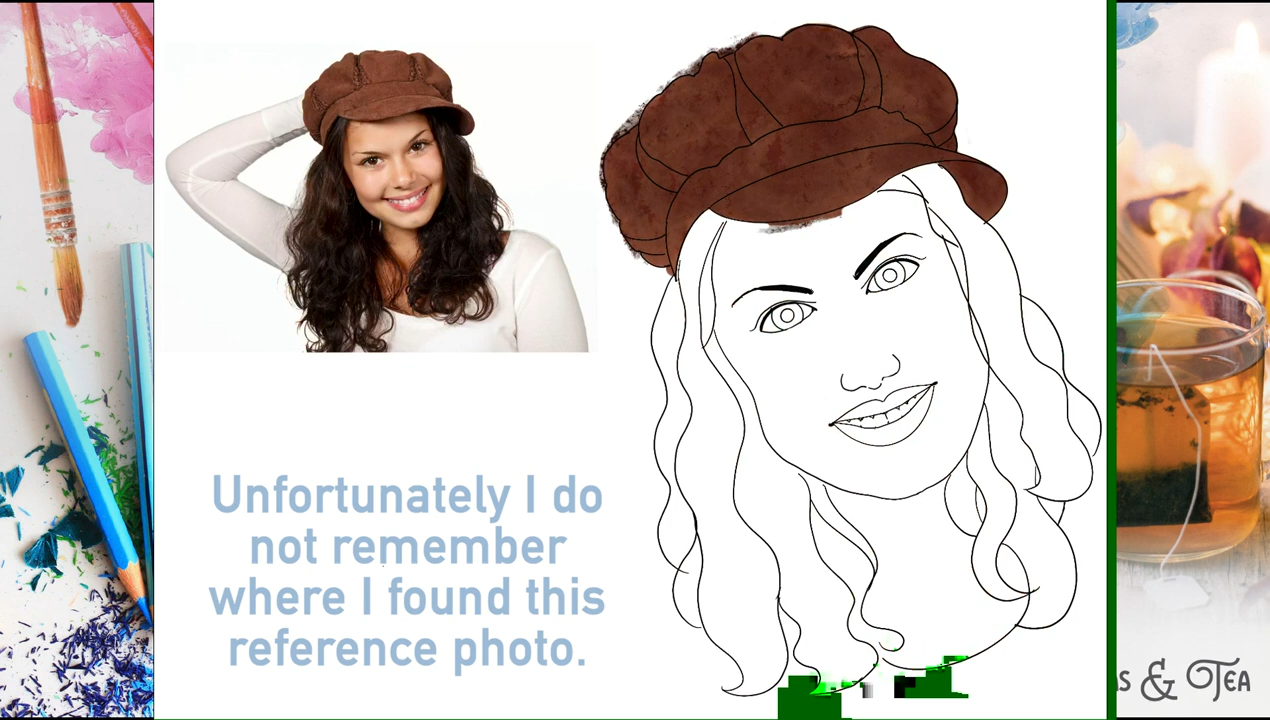 Unfortunately I do
not remember
where I found this
reference photo.
& Tea